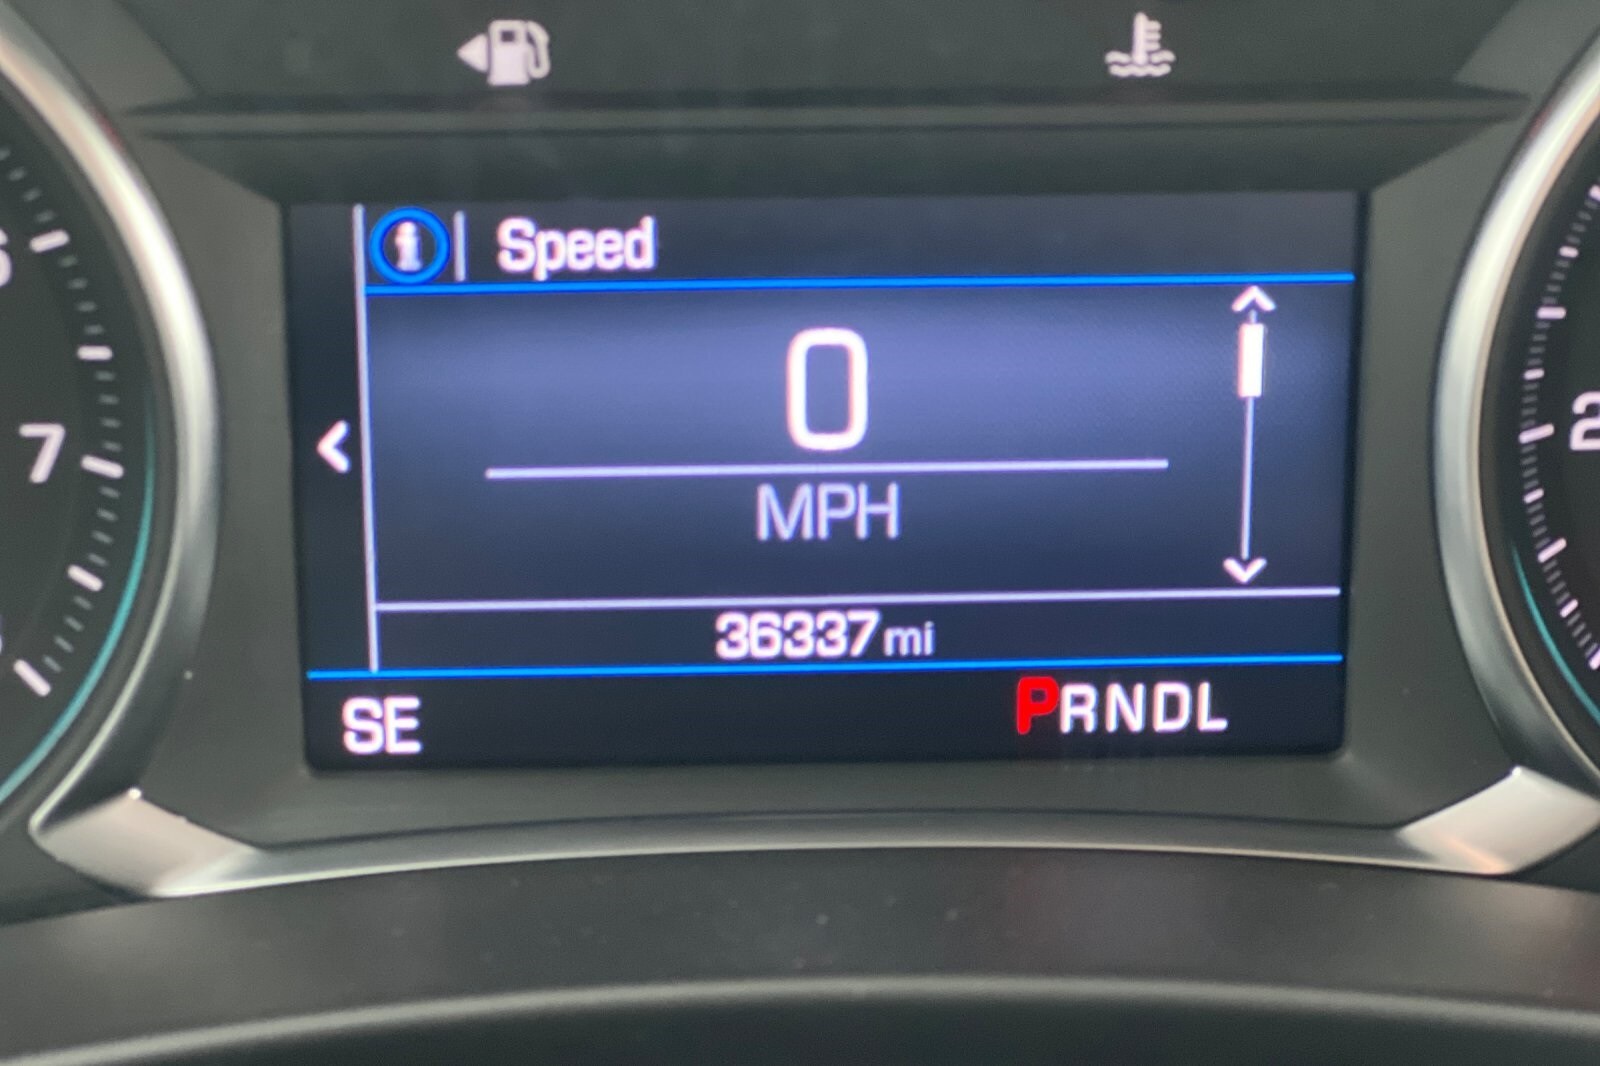 Speed
0
MPH
36337 mi
SE PRNDL
7
2